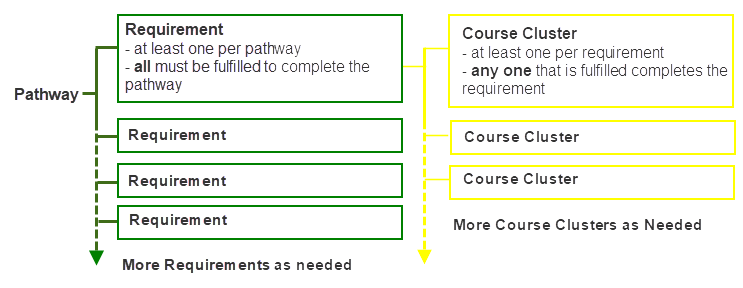 Requirement
- at least one per pathway
- all must be fulfilled to complete the
pathway
Course Cluster
- at least one per requirement
- any one that is fulfilled completes the
requirement
Pathway
Requirement
Course Cluster
Requirement
Course Cluster
Requirement
More Course Clusters as Needed
More Requirements as needed